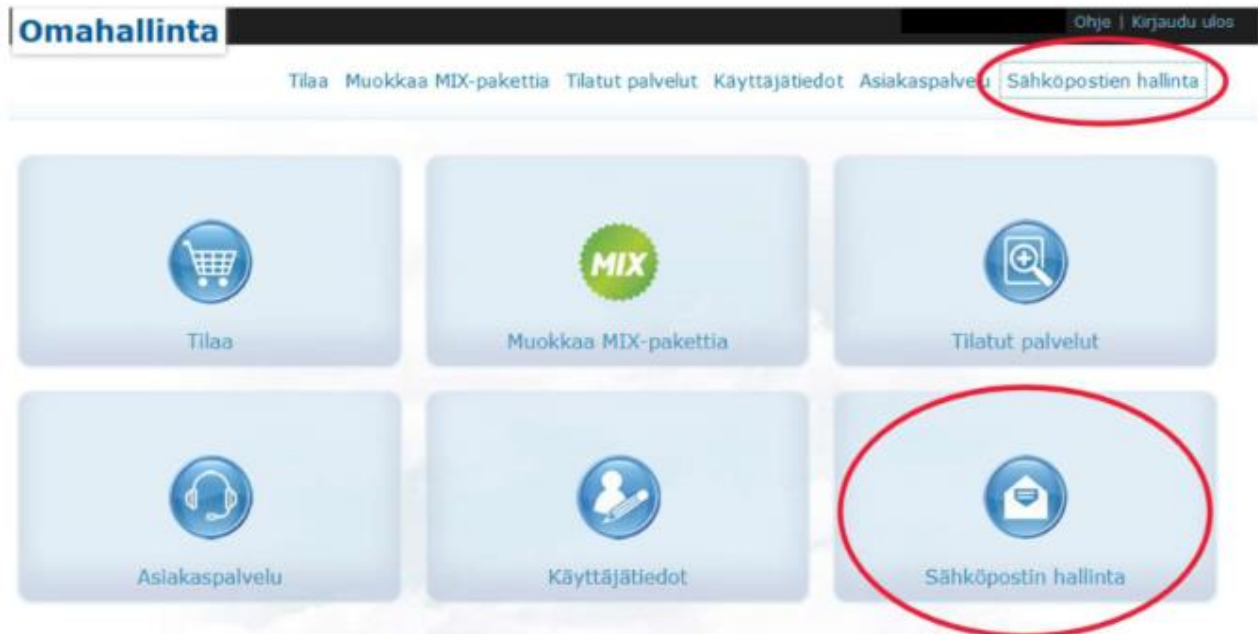 Omahallinta
Ohje | Kirjaudu ulos
Tilaa Muokkaa MIX-pakettia Tilatut palvelut Käyttäjätiedot Asiakaspalvelu Sähköpostien hallinta
MIX
Tilaa Muokkaa MIX-pakettia Tilatut palvelut
Asiakaspalvelu Käyttäjätiedot Sähköpostin hallinta